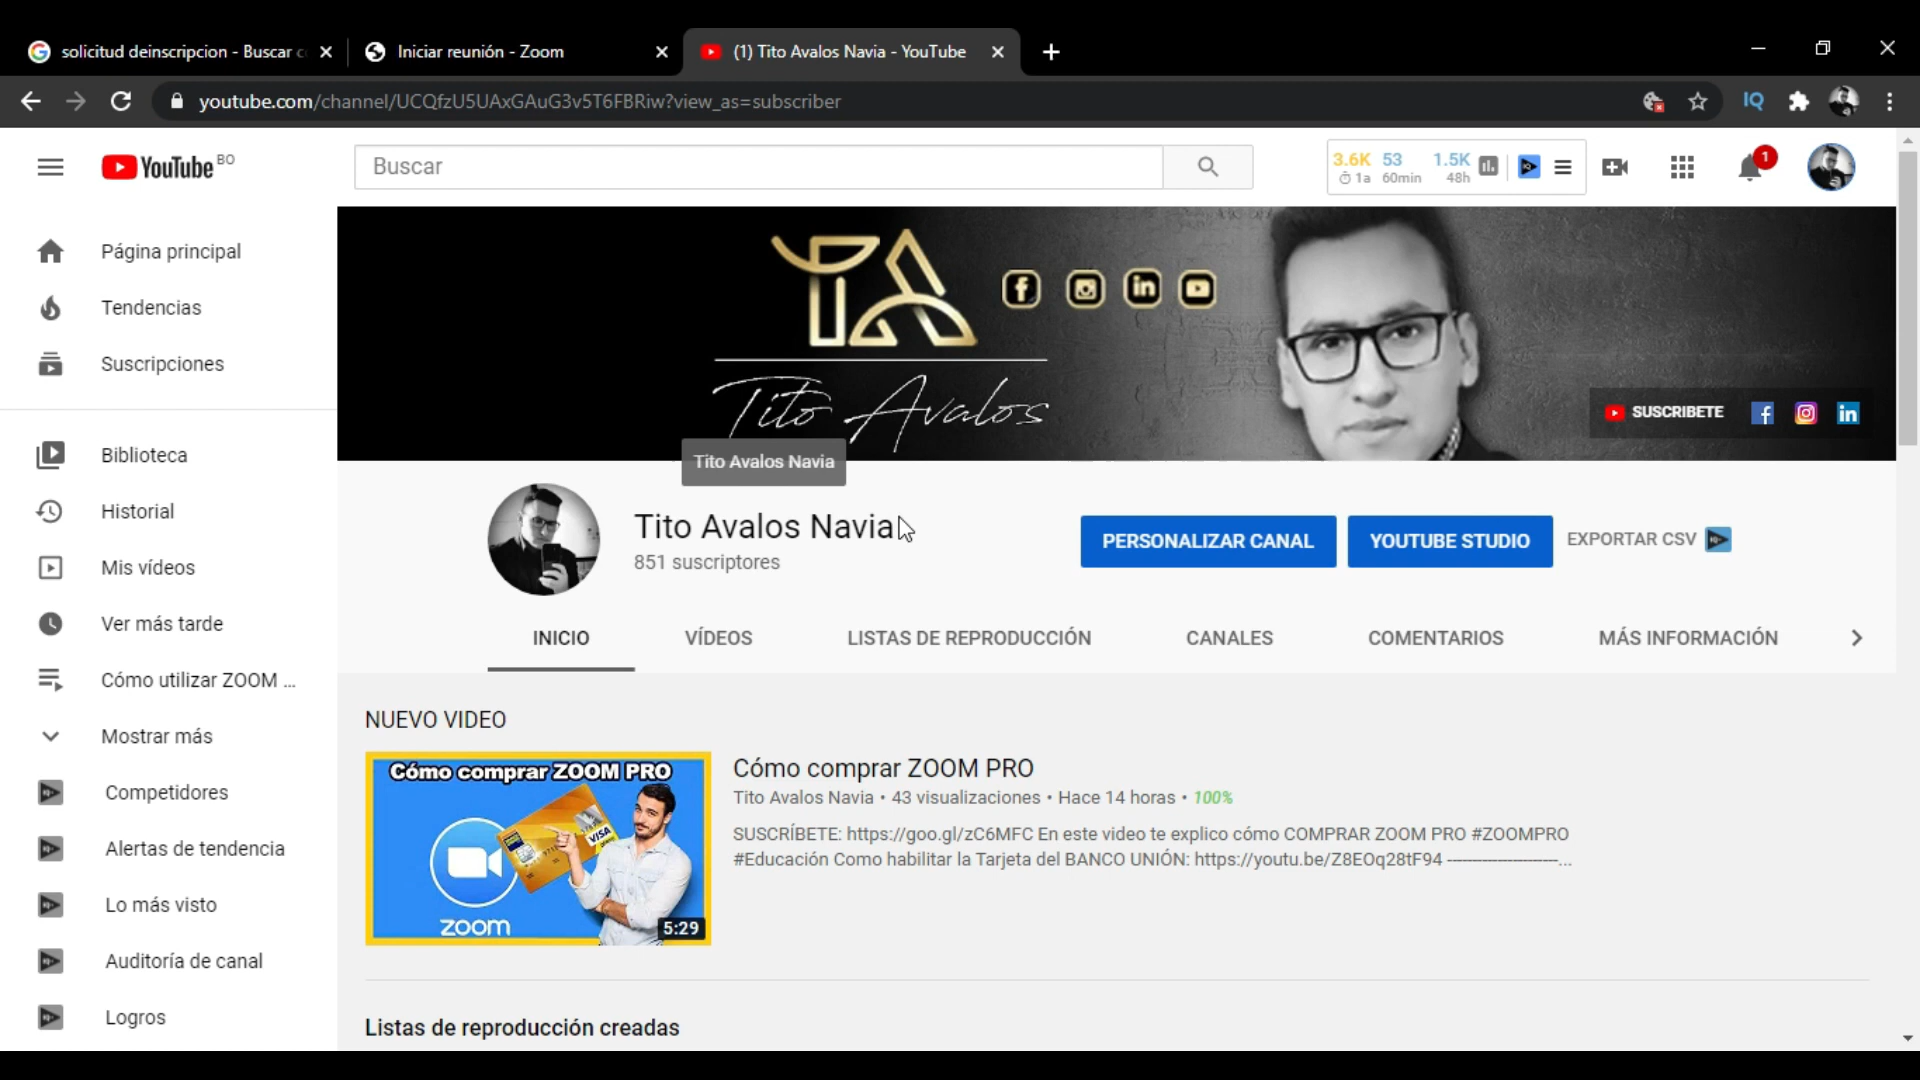 solicitud deinscripcion - Buscar c
Iniciar reunión - Zoom
(1) Tito Avalos Navia - YouTube
youtube.com/channel/UCQfzU5UAxGAuG3v5T6FBRiw?view_as=subscriber
IQ
YouTube BO
Buscar
3.6K 53 1.5K
1a 60min 48h
1
Página principal
Tendencias
Suscripciones
Biblioteca
Historial
Mis vídeos
Ver más tarde
Cómo utilizar ZOOM ...
Mostrar más
Competidores
Alertas de tendencia
Lo más visto
Auditoría de canal
Logros
TA
Tito Avalos
SUSCRIBETE
Tito Avalos Navia
Tito Avalos Navia
851 suscriptores
PERSONALIZAR CANAL
YOUTUBE STUDIO
EXPORTAR CSV
INICIO
VÍDEOS
LISTAS DE REPRODUCCIÓN
CANALES
COMENTARIOS
MÁS INFORMACIÓN
NUEVO VIDEO
Cómo comprar ZOOM PRO
VISA
zoom
5:29
Cómo comprar ZOOM PRO
Tito Avalos Navia • 43 visualizaciones • Hace 14 horas • 100%
SUSCRÍBETE: https://goo.gl/zC6MFC En este video te explico cómo COMPRAR ZOOM PRO #ZOOMPRO
#Educación Como habilitar la Tarjeta del BANCO UNIÓN: https://youtu.be/Z8EOq28tF94 ----------------------...
Listas de reproducción creadas